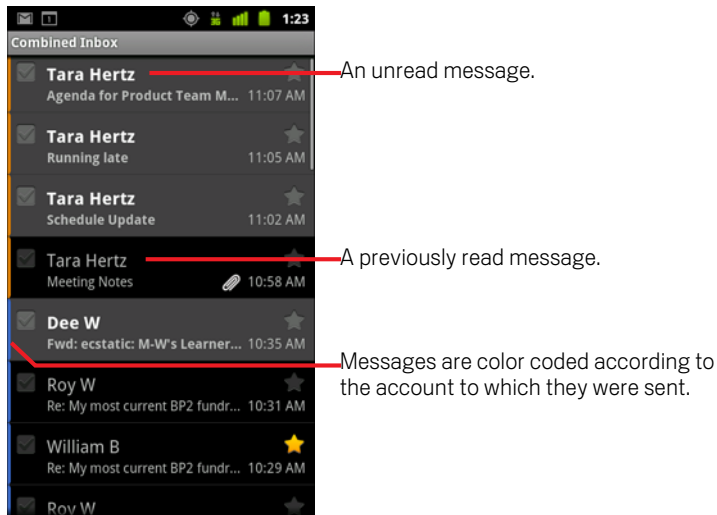 1
3G
1:23
Combined Inbox
Tara Hertz
Agenda for Product Team M... 11:07 AM
An unread message.
Tara Hertz
Running late 11:05 AM
Tara Hertz
Schedule Update 11:02 AM
Tara Hertz
Meeting Notes 10:58 AM
A previously read message.
Dee W
Fwd: ecstatic: M-W's Learner... 10:35 AM
Messages are color coded according to
the account to which they were sent.
Roy W
Re: My most current BP2 fundr... 10:31 AM
William B
Re: My most current BP2 fundr... 10:29 AM
Roy W